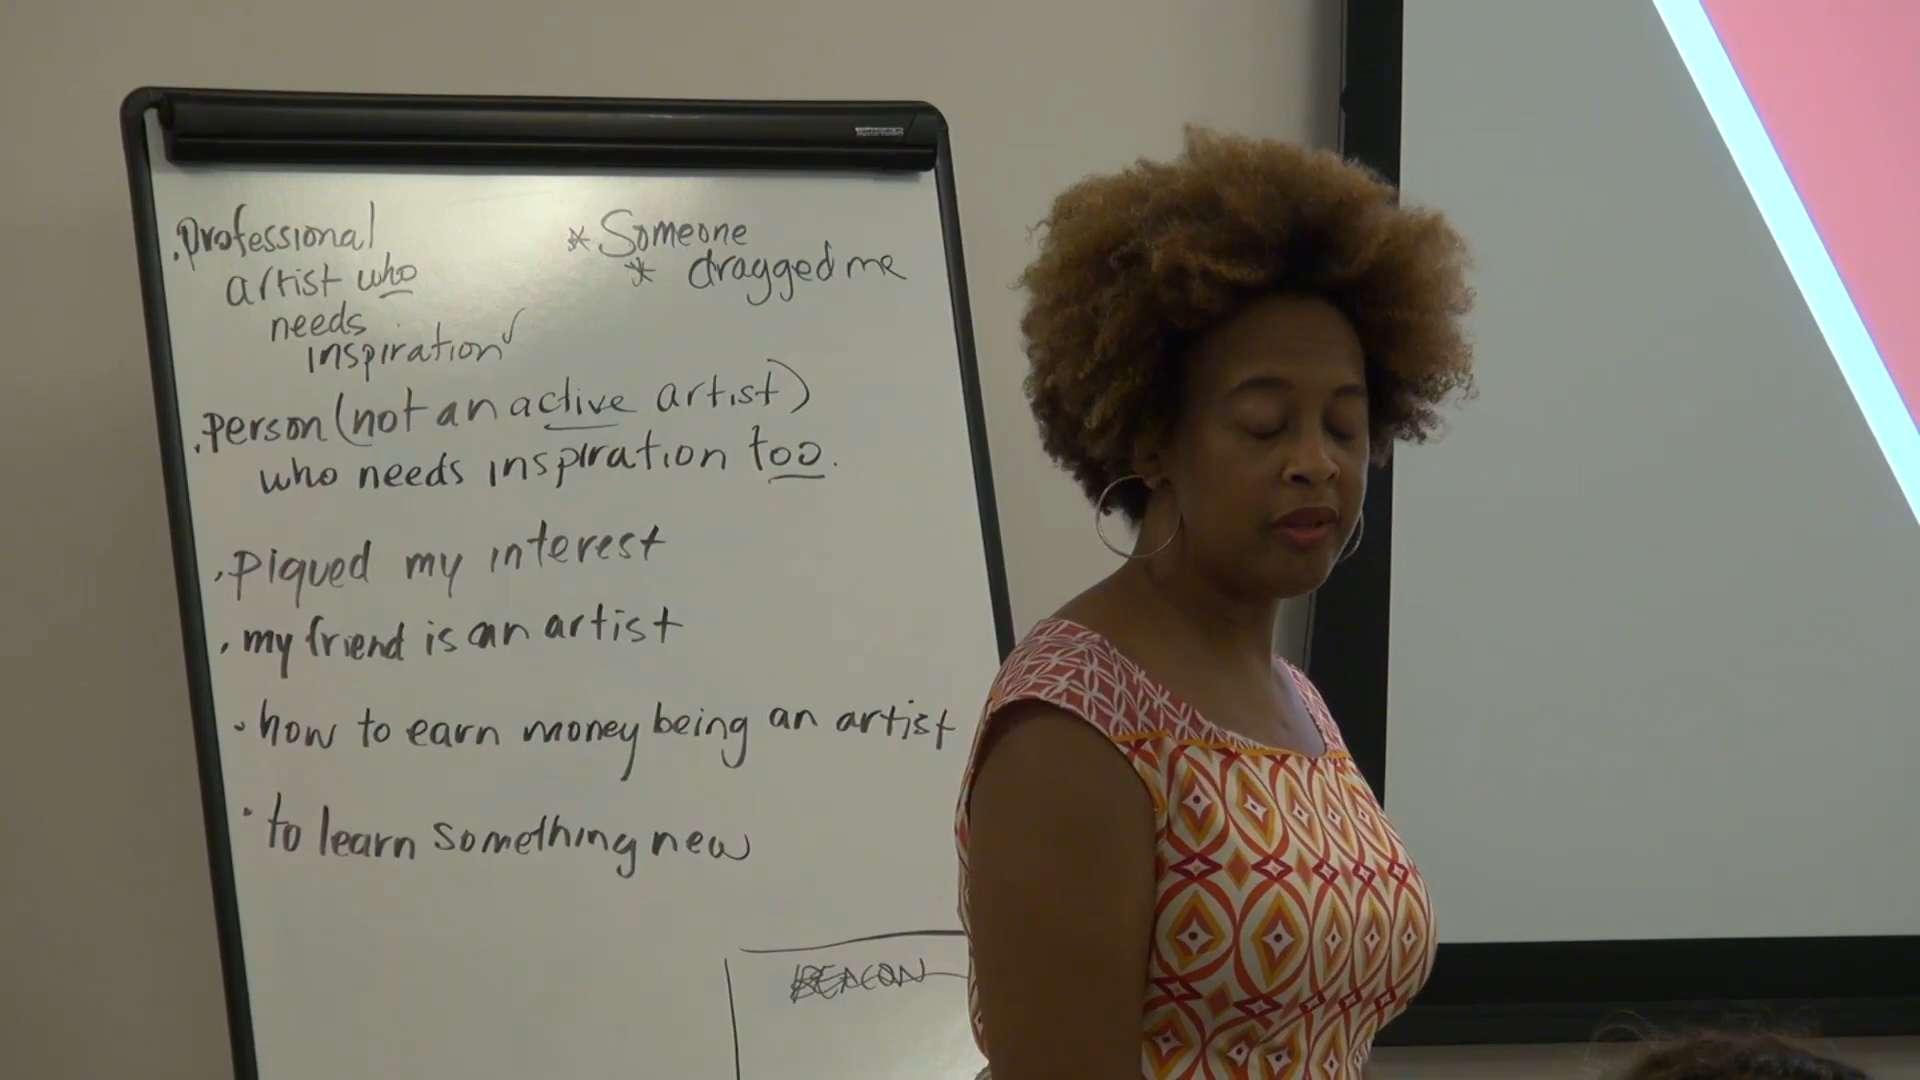 .Professional
artist who
needs
inspiration✓
* Someone
* dragged me
.person (not an active artist)
who needs inspiration too.
.Piqued my interest
.my friend is an artist
.how to earn money being an artist
.to learn something new
BEACON